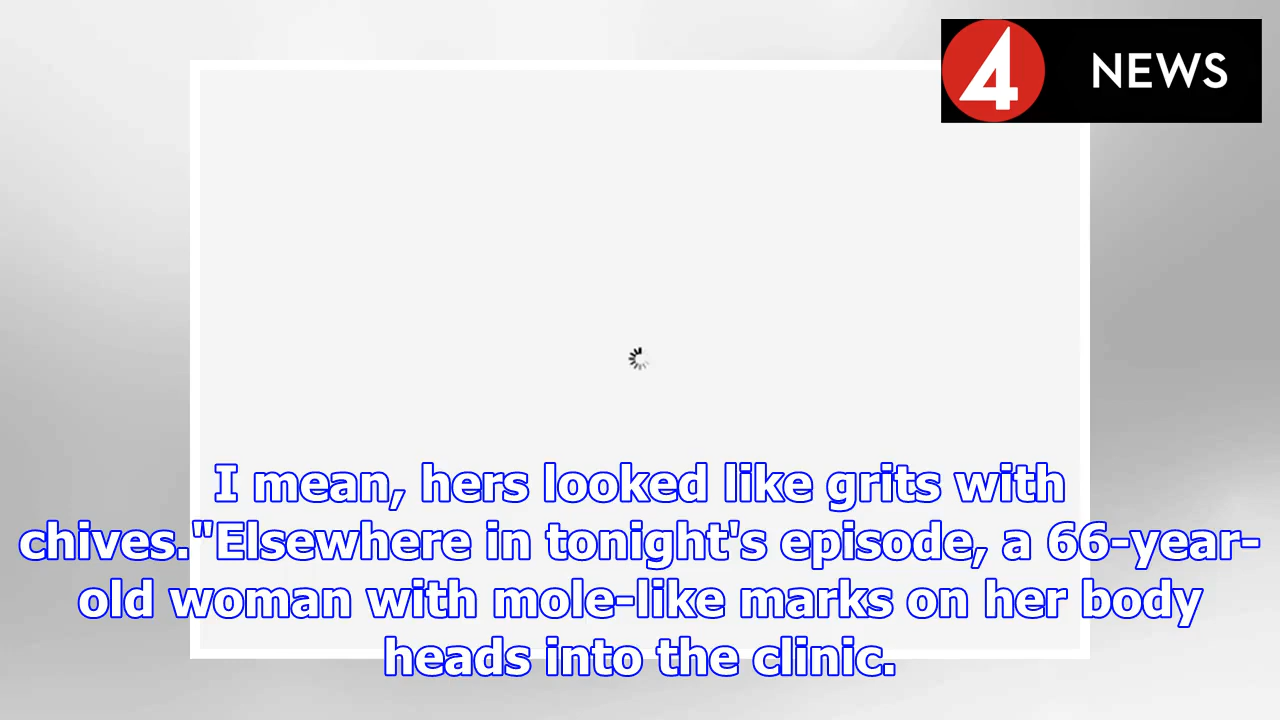 4 NEWS
I mean, hers looked like grits with
chives."Elsewhere in tonight's episode, a 66-year-
old woman with mole-like marks on her body
heads into the clinic.